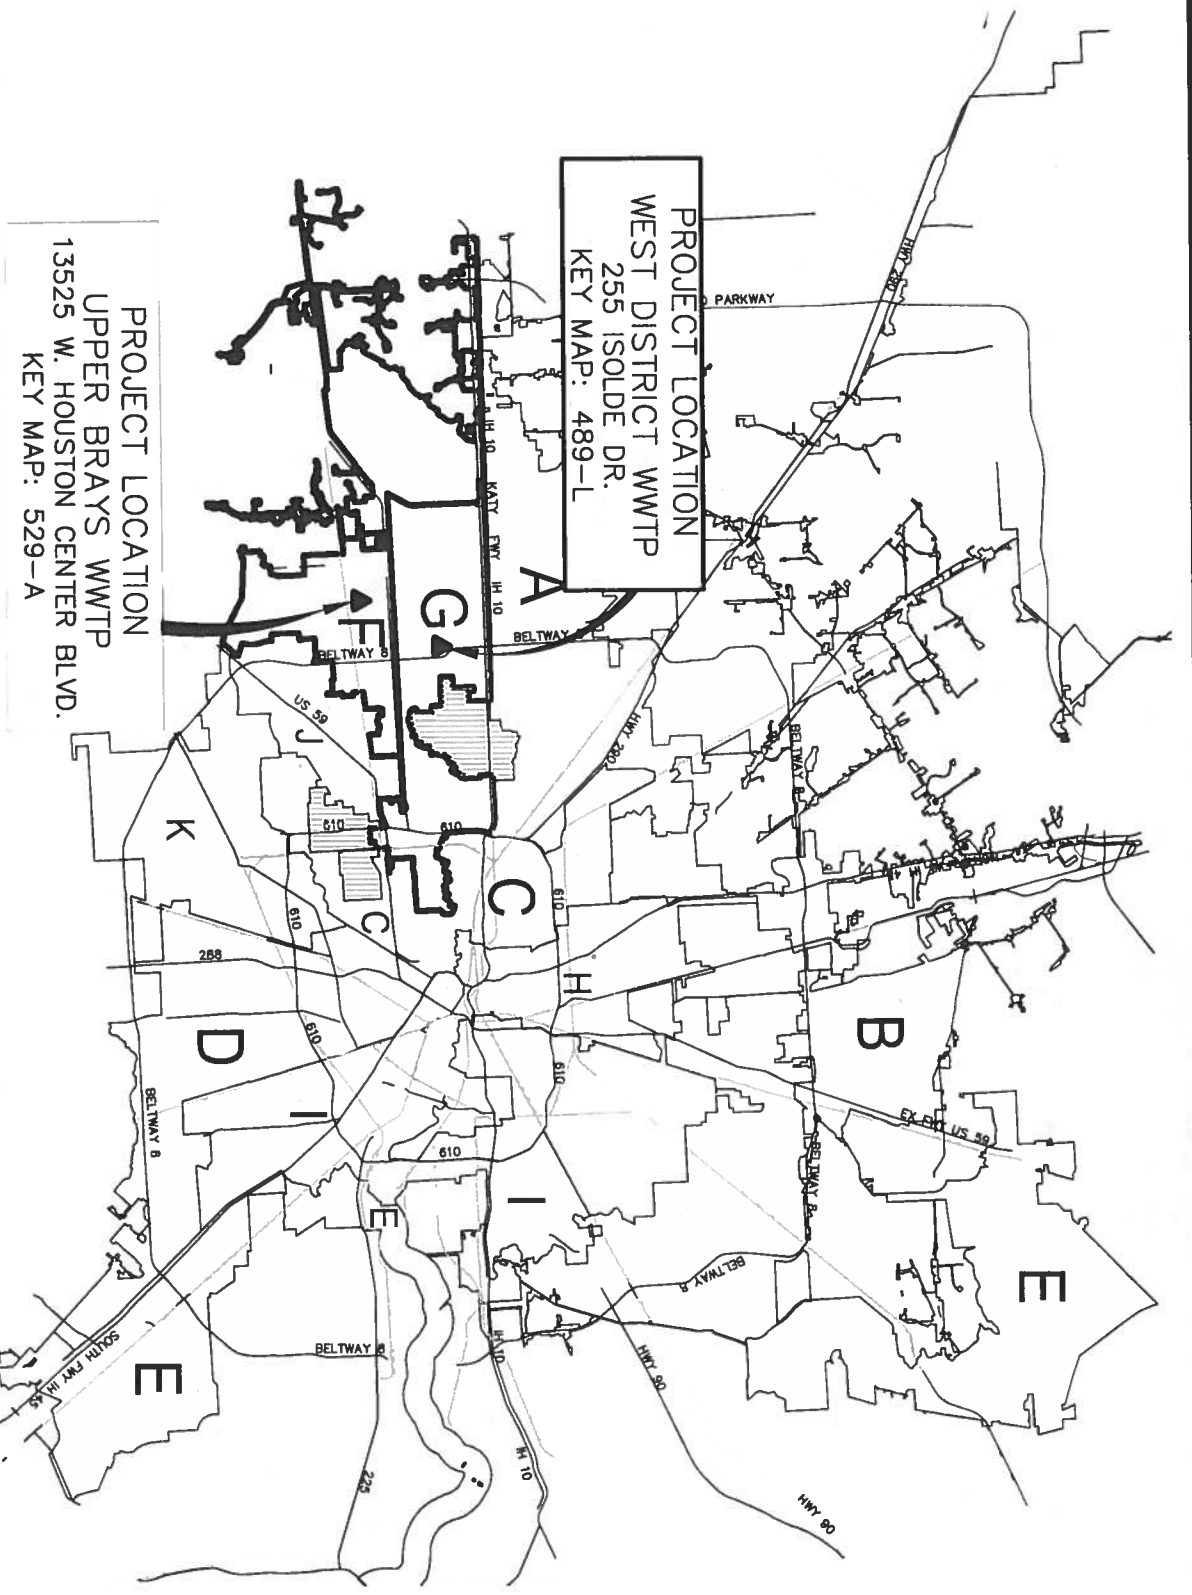 PROJECT LOCATION
WEST DISTRICT WWTP
255 ISOLDE DR.
KEY MAP: 489-L
PROJECT LOCATION
UPPER BRAYS WWTP
13525 W. HOUSTON CENTER BLVD.
KEY MAP: 529-A
HWY 290
PARKWAY
IH 10
KATY FWY IH 10
A
G
F
BELTWAY
BELTWAY 8
US 59
J
HWY 290
BELTWAY 8
610
610
K
C
C
610
610
288
H
IH 45
B
D
610
610
I
BELTWAY 8
610
EX FWY US 59
BELTWAY 8
I
E
E
BELTWAY 8
E
BELTWAY 8
IH 10
HWY 90
SOUTH FWY IH 45
225
IH 10
HWY 90